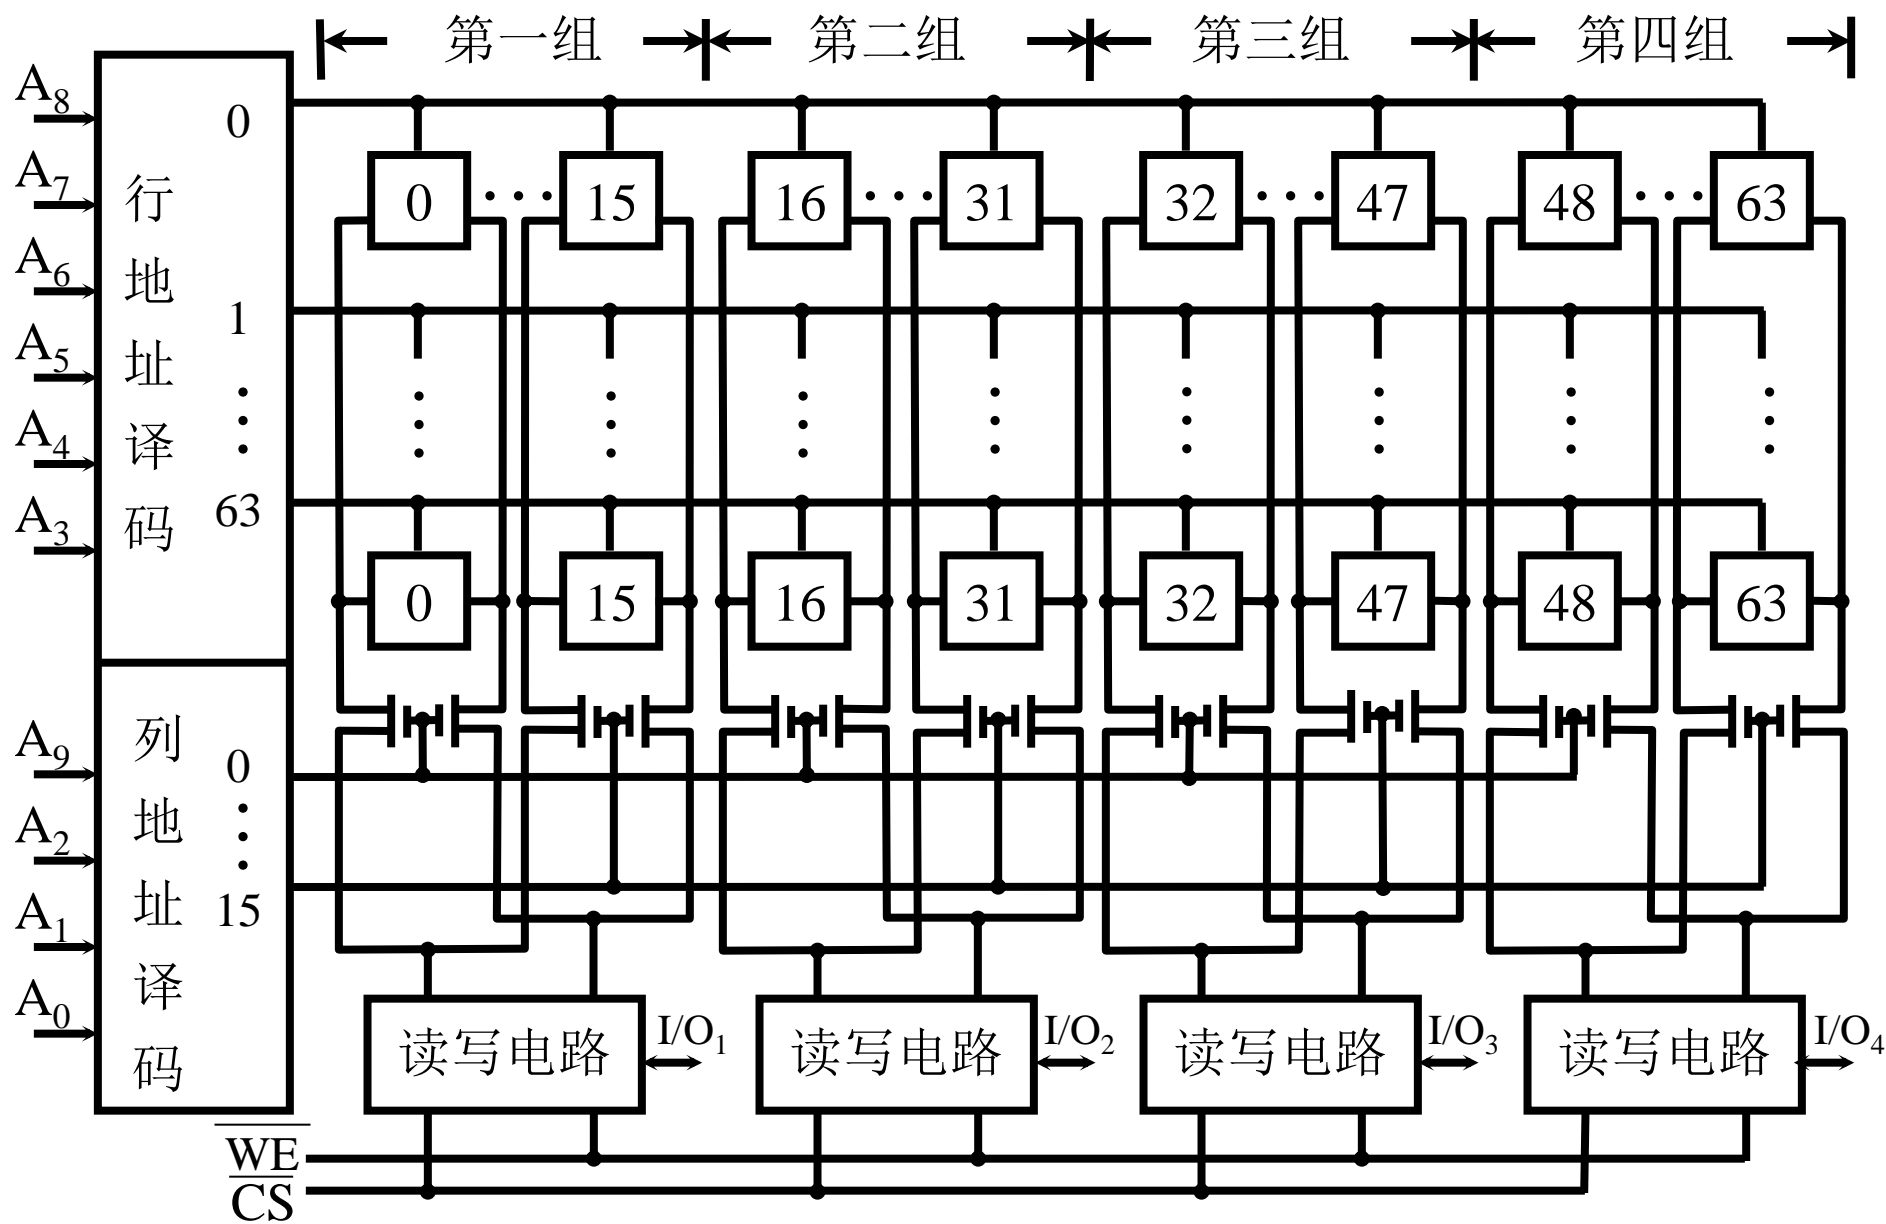 第一组 第二组 第三组 第四组
A8
A7
A6
A5
A4
A3
行地址译码
0
1
63
0 15 16 31 32 47 48 63
0 15 16 31 32 47 48 63
A9
A2
A1
A0
列地址译码
0
15
读写电路 I/O1 读写电路 I/O2 读写电路 I/O3 读写电路 I/O4
WE
CS